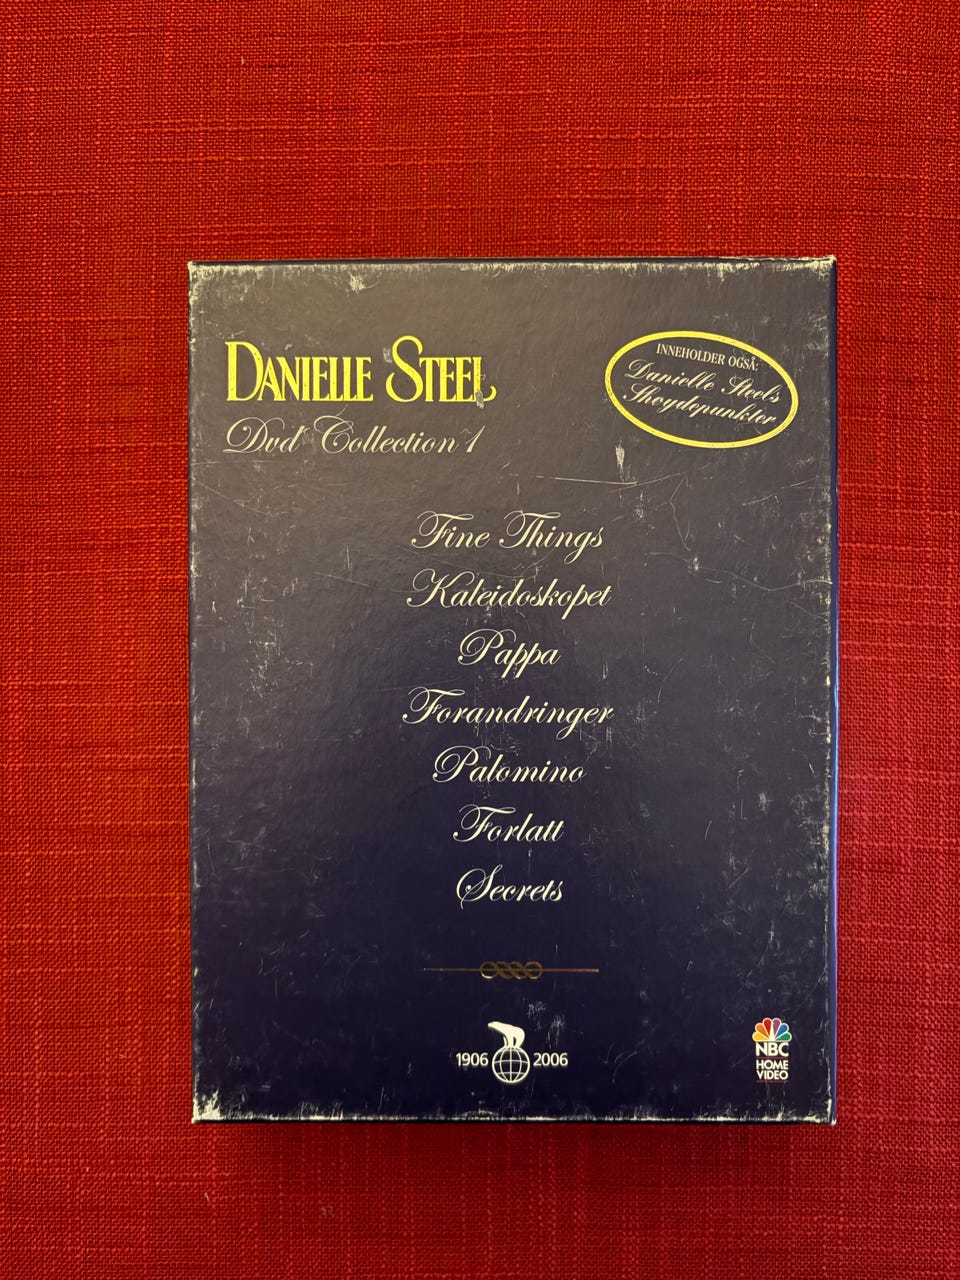 DANIELLE STEEL
Dvd Collection 1
INNEHOLDER OGSÅ:
Danielle Steel's
Høydepunkter
Fine Things
Kaleidoskopet
Pappa
Forandringer
Palomino
Forlatt
Secrets
1906 2006
NBC
HOME
VIDEO